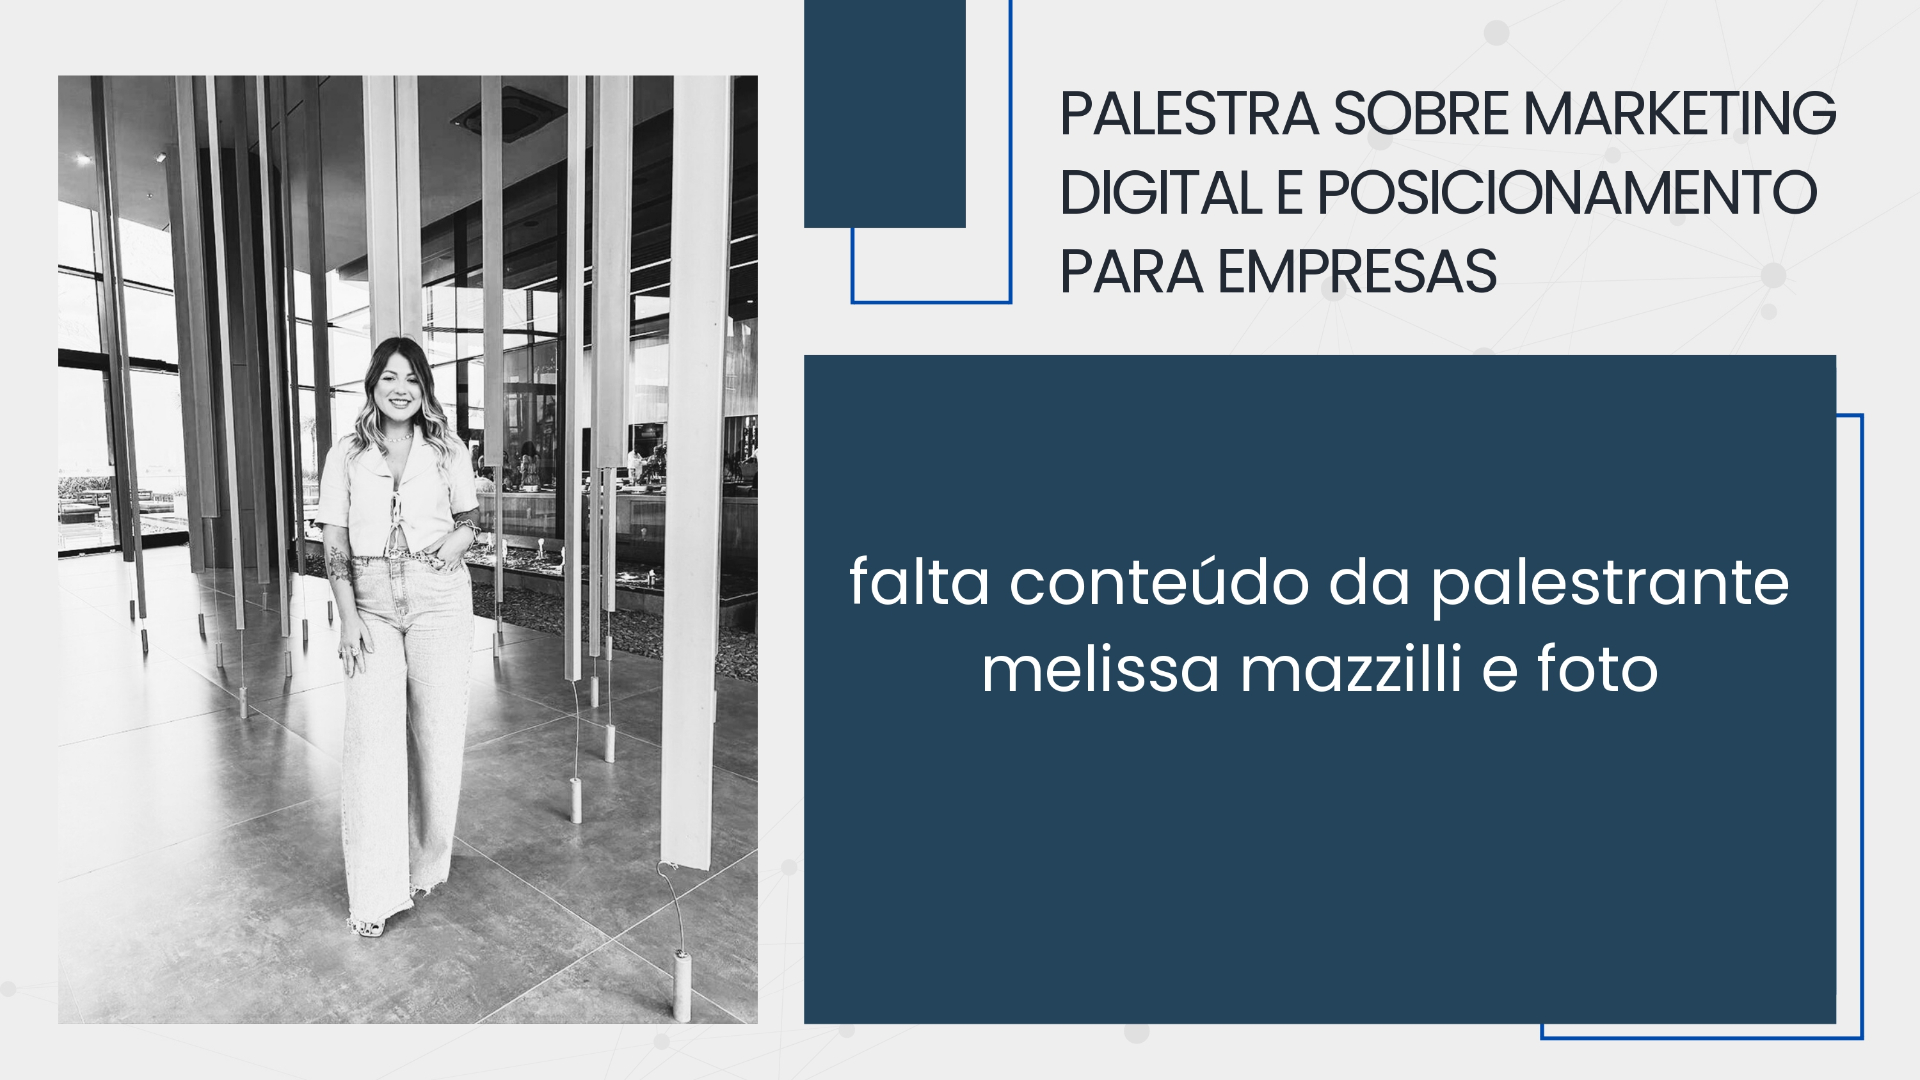 PALESTRA SOBRE MARKETING
DIGITAL E POSICIONAMENTO
PARA EMPRESAS
falta conteúdo da palestrante
melissa mazzilli e foto